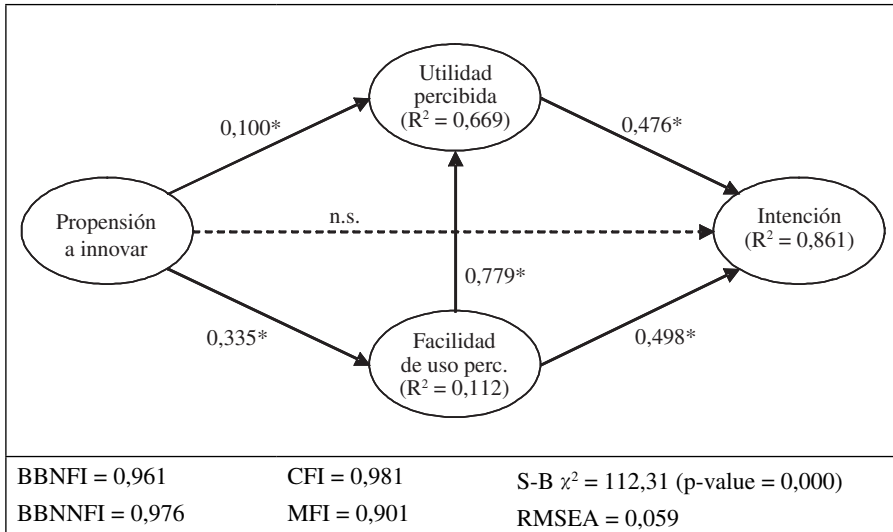 Utilidad
percibida
(R² = 0,669)
0,100*
0,476*
Propensión
a innovar
n.s.
Intención
(R² = 0,861)
0,779*
0,335*
0,498*
Facilidad
de uso perc.
(R² = 0,112)
BBNFI = 0,961
CFI = 0,981
S-B χ² = 112,31 (p-value = 0,000)
BBNNFI = 0,976
MFI = 0,901
RMSEA = 0,059